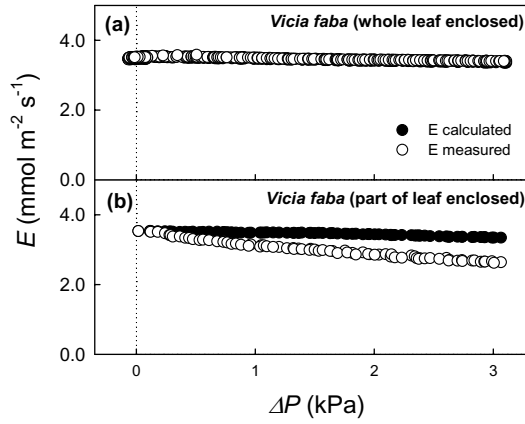 (a)
Vicia faba (whole leaf enclosed)
4.0
2.0
0.0
E calculated
E measured
(b)
Vicia faba (part of leaf enclosed)
4.0
2.0
0.0
E (mmol m-2 s-1)
0
1
2
3
ΔP (kPa)